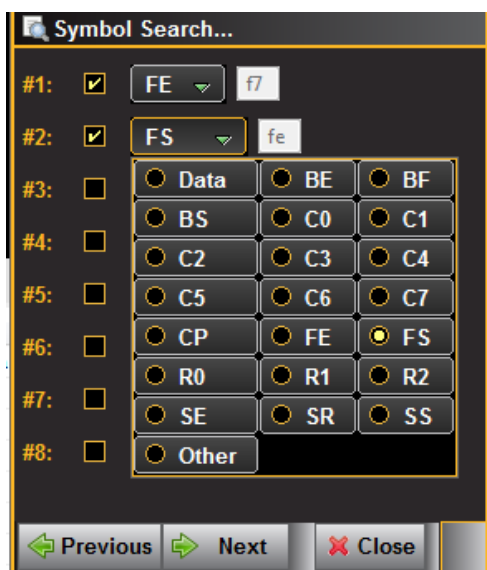 Symbol Search...
#1: FE f7
#2: FS fe
#3: Data BE BF
BS C0 C1
#4: C2 C3 C4
#5: C5 C6 C7
#6: CP FE FS
R0 R1 R2
#7: SE SR SS
#8: Other
Previous Next Close